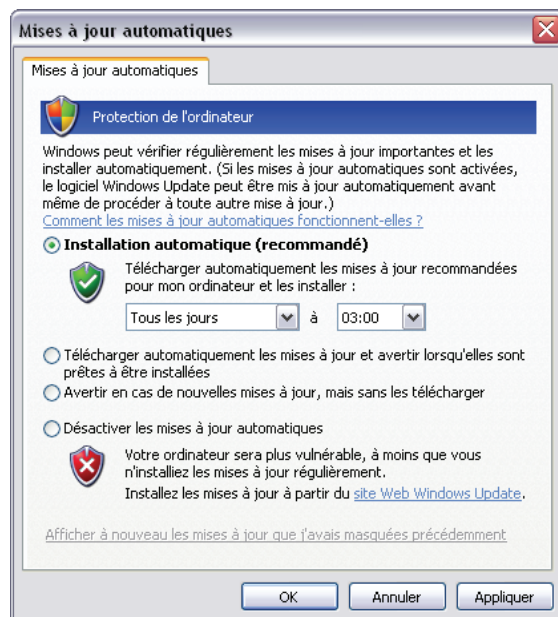 Mises à jour automatiques
Mises à jour automatiques
Protection de l'ordinateur
Windows peut vérifier régulièrement les mises à jour importantes et les
installer automatiquement. (Si les mises à jour automatiques sont activées,
le logiciel Windows Update peut être mis à jour automatiquement avant
même de procéder à toute autre mise à jour.)
Comment les mises à jour automatiques fonctionnent-elles ?
Installation automatique (recommandé)
Télécharger automatiquement les mises à jour recommandées
pour mon ordinateur et les installer :
Tous les jours à 03:00
Télécharger automatiquement les mises à jour et avertir lorsqu'elles sont
prêtes à être installées
Avertir en cas de nouvelles mises à jour, mais sans les télécharger
Désactiver les mises à jour automatiques
Votre ordinateur sera plus vulnérable, à moins que vous
n'installiez les mises à jour régulièrement.
Installez les mises à jour à partir du site Web Windows Update.
Afficher à nouveau les mises à jour que j'avais masquées précédemment
OK Annuler Appliquer